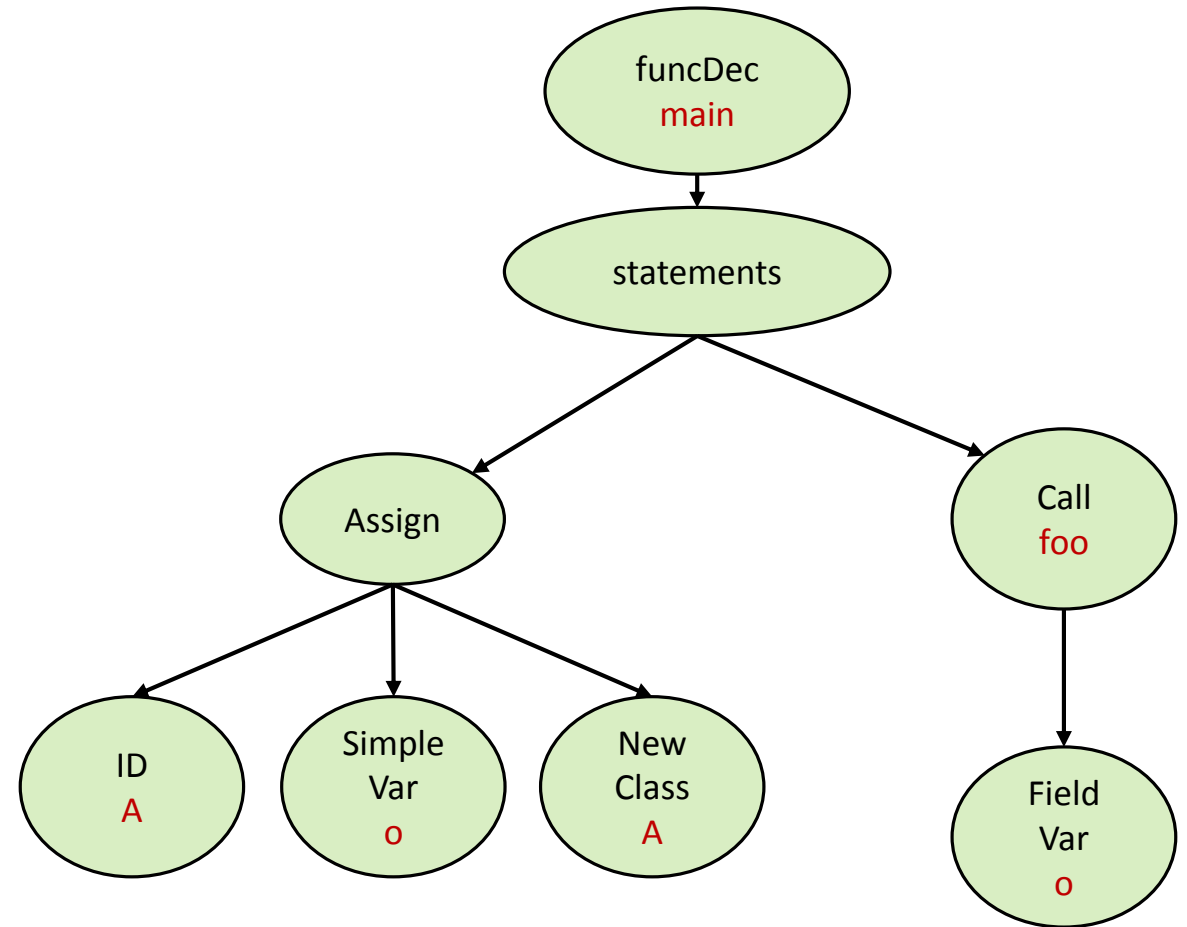 funcDec
main
statements
Assign
Call
foo
ID
A
Simple
Var
o
New
Class
A
Field
Var
o